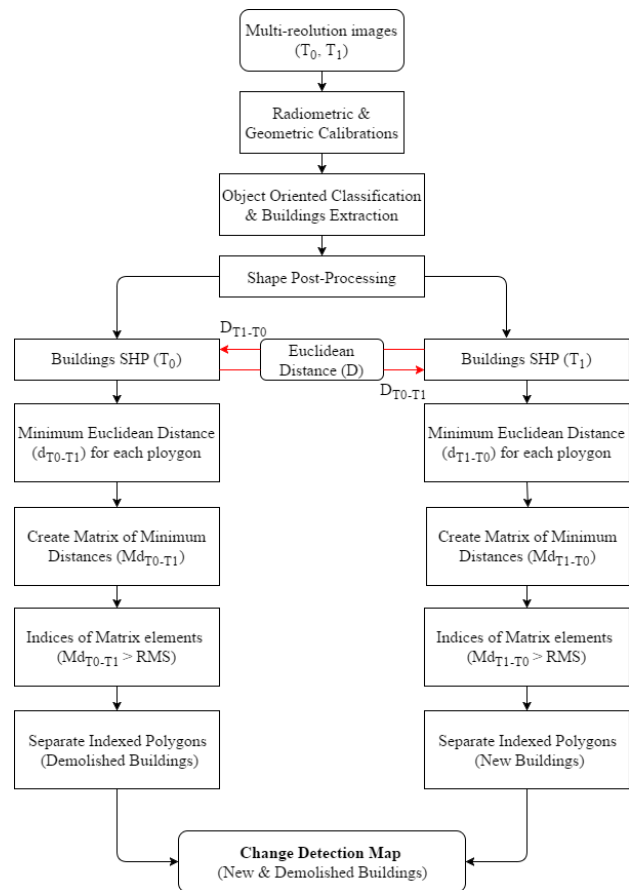 Multi-reolution images
(T0, T1)
Radiometric &
Geometric Calibrations
Object Oriented Classification
& Buildings Extraction
Shape Post-Processing
DT1-T0
Buildings SHP (T0)
Euclidean
Distance (D)
Buildings SHP (T1)
DT0-T1
Minimum Euclidean Distance
(dT0-T1) for each ploygon
Minimum Euclidean Distance
(dT1-T0) for each ploygon
Create Matrix of Minimum
Distances (MdT0-T1)
Create Matrix of Minimum
Distances (MdT1-T0)
Indices of Matrix elements
(MdT0-T1 > RMS)
Indices of Matrix elements
(MdT1-T0 > RMS)
Separate Indexed Polygons
(Demolished Buildings)
Separate Indexed Polygons
(New Buildings)
Change Detection Map
(New & Demolished Buildings)